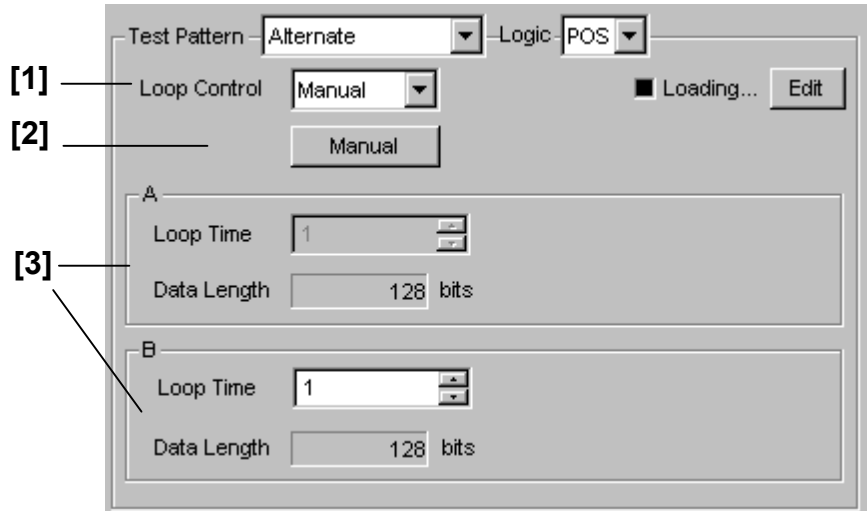 Test Pattern Alternate Logic POS
[1] Loop Control Manual Loading... Edit
[2] Manual
A
Loop Time 1
[3]
Data Length 128 bits
B
Loop Time 1
Data Length 128 bits